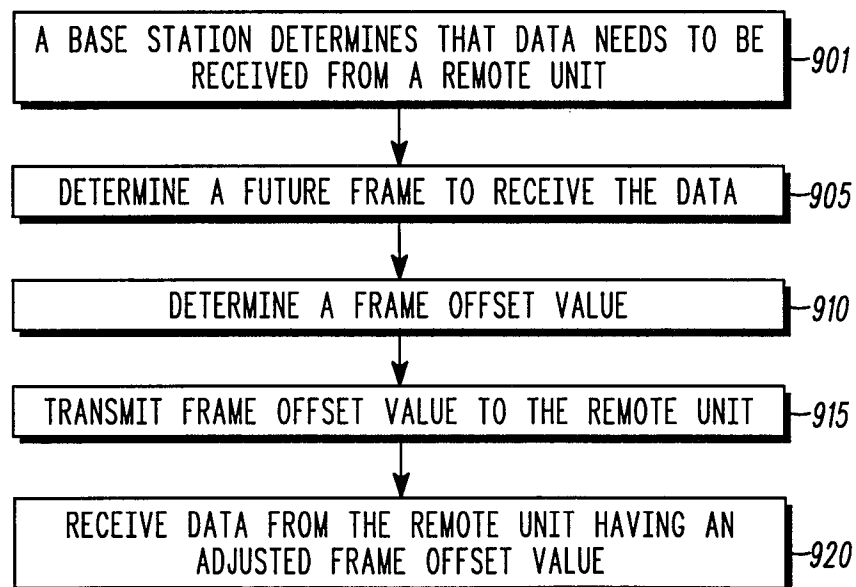 A BASE STATION DETERMINES THAT DATA NEEDS TO BE
RECEIVED FROM A REMOTE UNIT
901
DETERMINE A FUTURE FRAME TO RECEIVE THE DATA
905
DETERMINE A FRAME OFFSET VALUE
910
TRANSMIT FRAME OFFSET VALUE TO THE REMOTE UNIT
915
RECEIVE DATA FROM THE REMOTE UNIT HAVING AN
ADJUSTED FRAME OFFSET VALUE
920